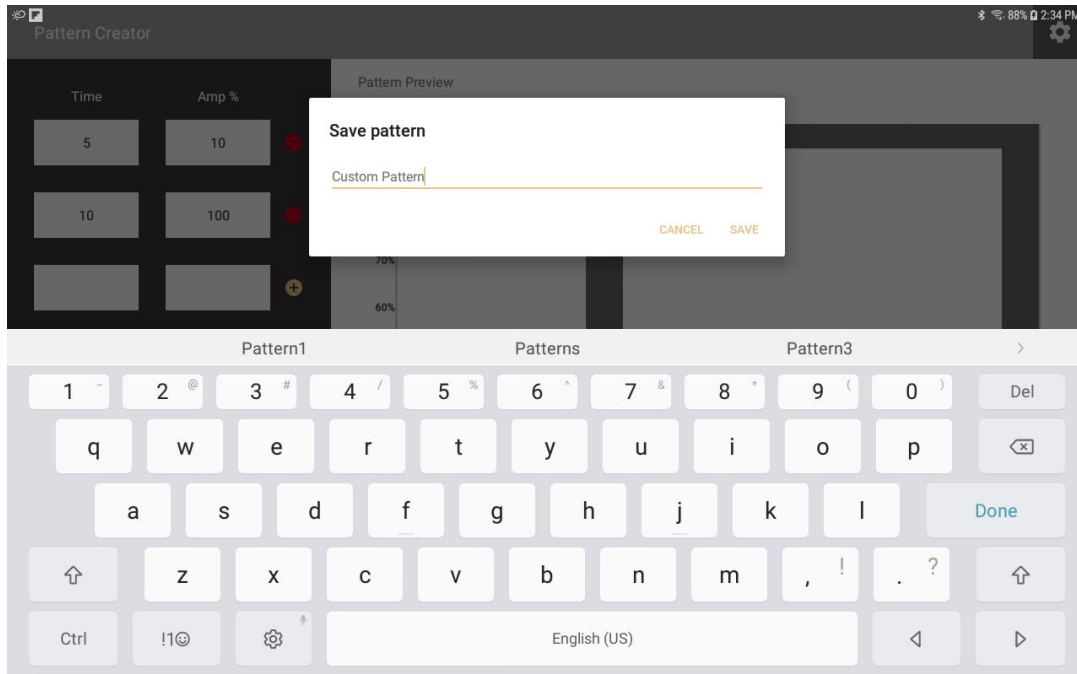 88% 2:34 PM
Pattern Creator
Pattern Preview
Time Amp %
5 10
10 100
Save pattern
Custom Pattern
CANCEL SAVE
70%
60%
Pattern1 Patterns Pattern3 >
1 - 2 @ 3 # 4 / 5 % 6 ^ 7 & 8 * 9 ( 0 ) Del
q w e r t y u i o p
a s d f g h j k l Done
z x c v b n m , ! . ?
Ctrl !1☺ English (US)